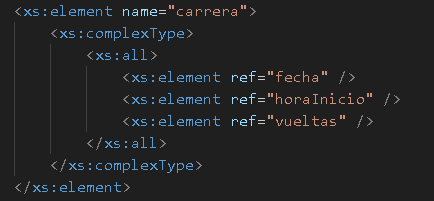 <xs:element name="carrera">
<xs:complexType>
<xs:all>
<xs:element ref="fecha" />
<xs:element ref="horaInicio" />
<xs:element ref="vueltas" />
</xs:all>
</xs:complexType>
</xs:element>